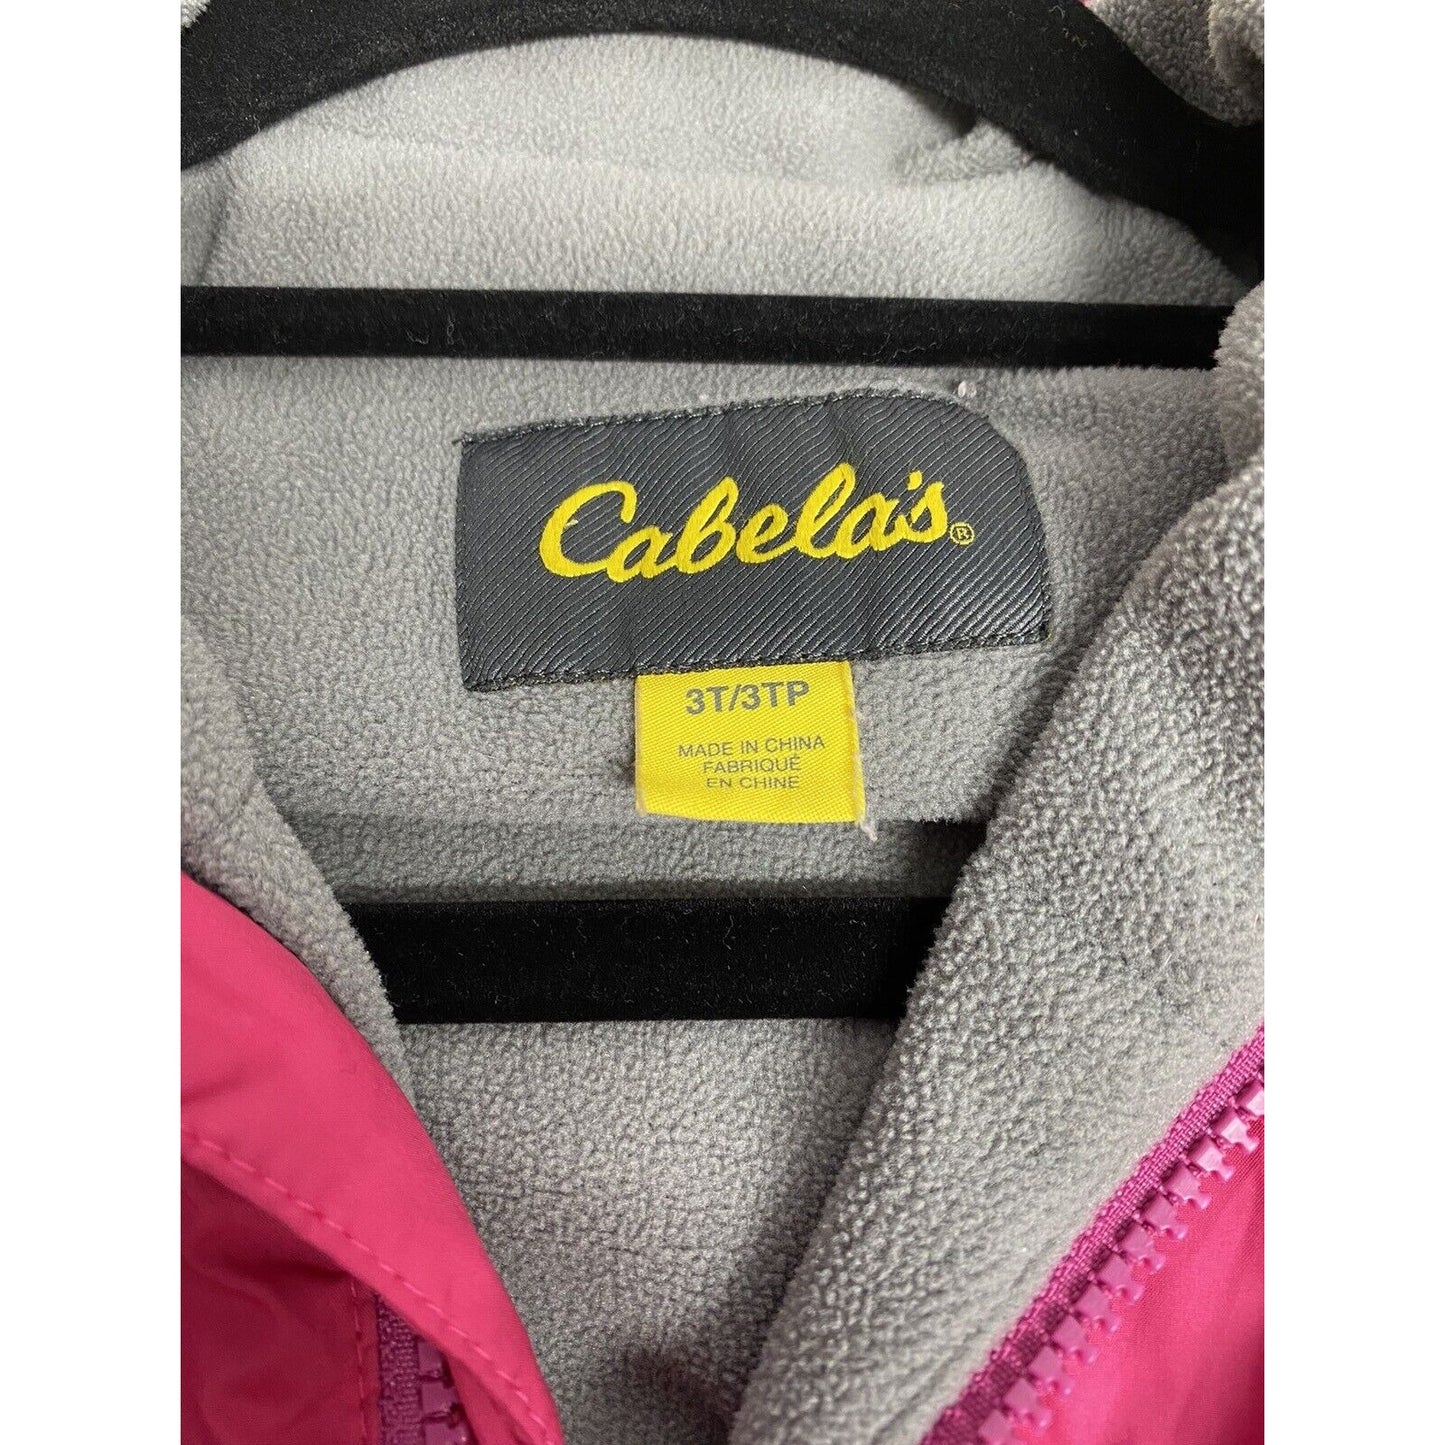 Cabela's®
3T/3TP
MADE IN CHINA
FABRIQUÉ
EN CHINE